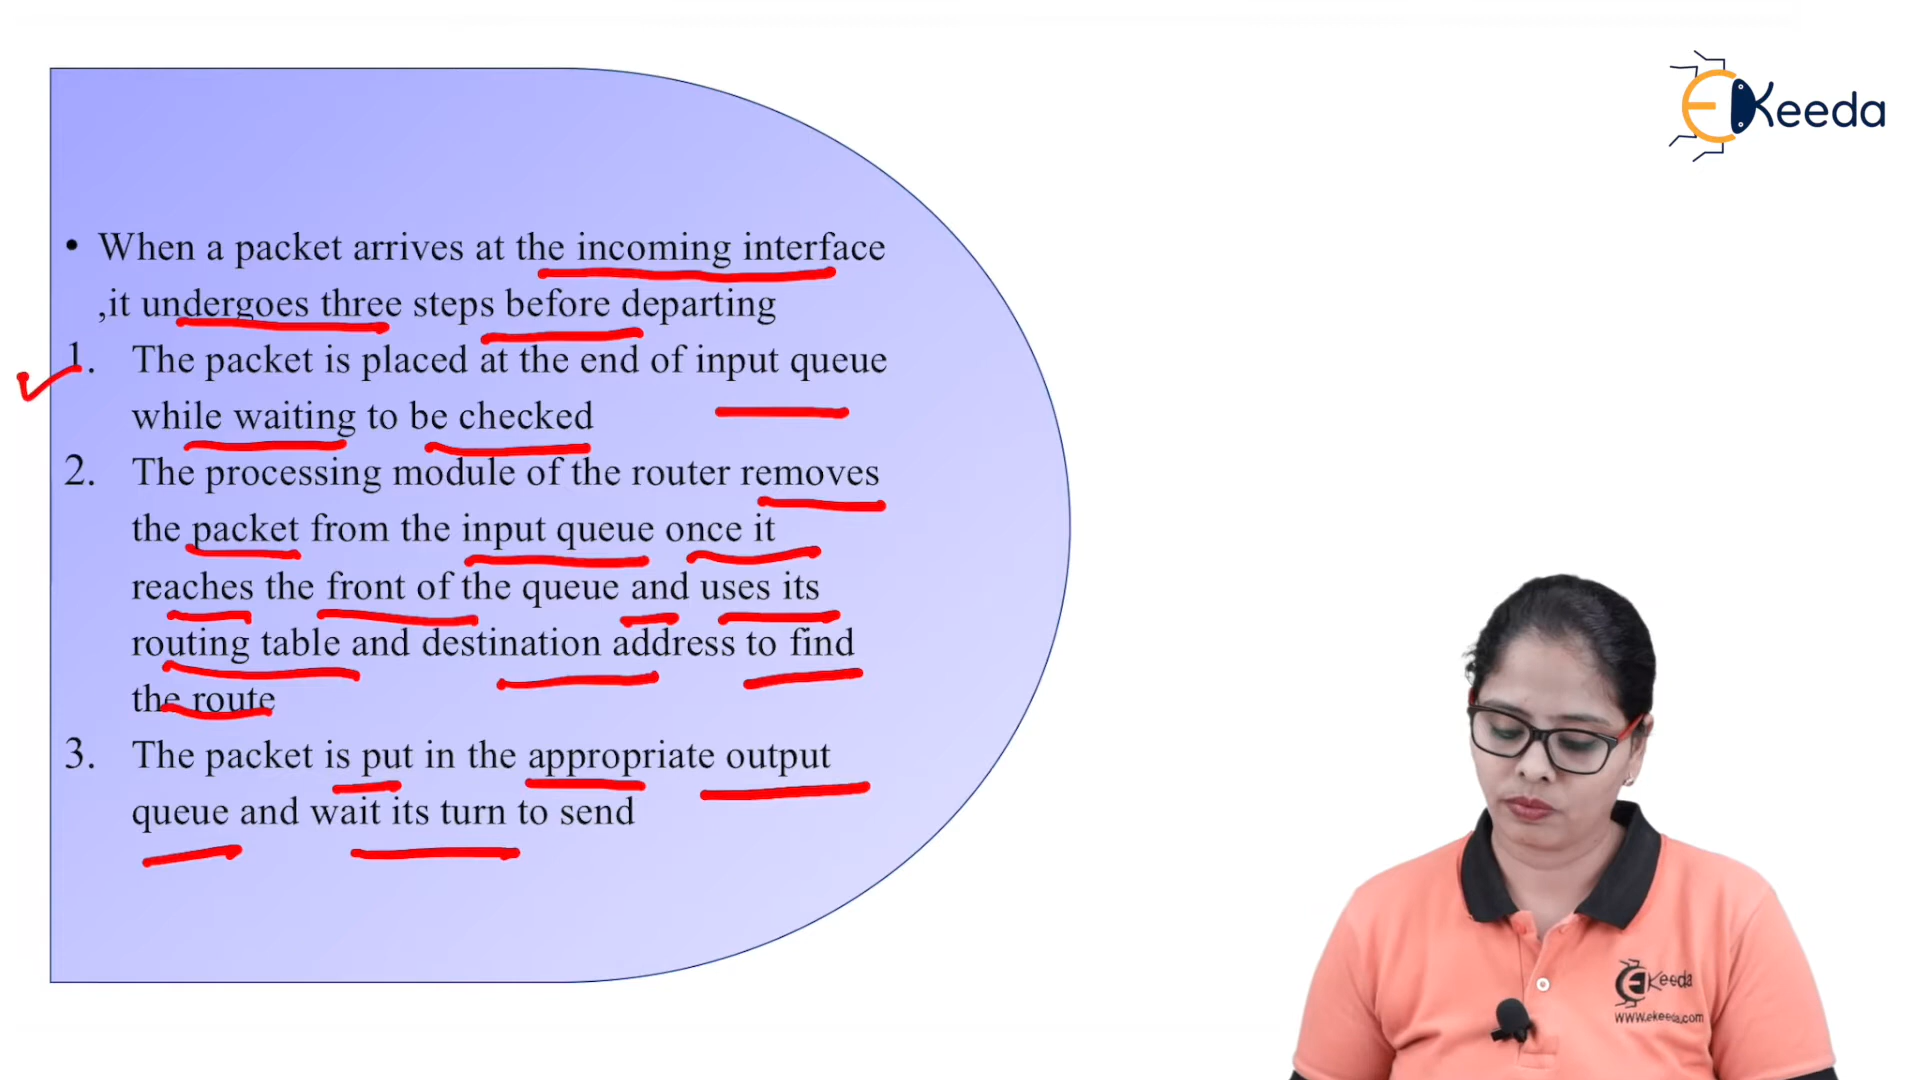 EKeeda
• When a packet arrives at the incoming interface
,it undergoes three steps before departing
1. The packet is placed at the end of input queue
while waiting to be checked
2. The processing module of the router removes
the packet from the input queue once it
reaches the front of the queue and uses its
routing table and destination address to find
the route
3. The packet is put in the appropriate output
queue and wait its turn to send
EKeeda
www.ekeeda.com